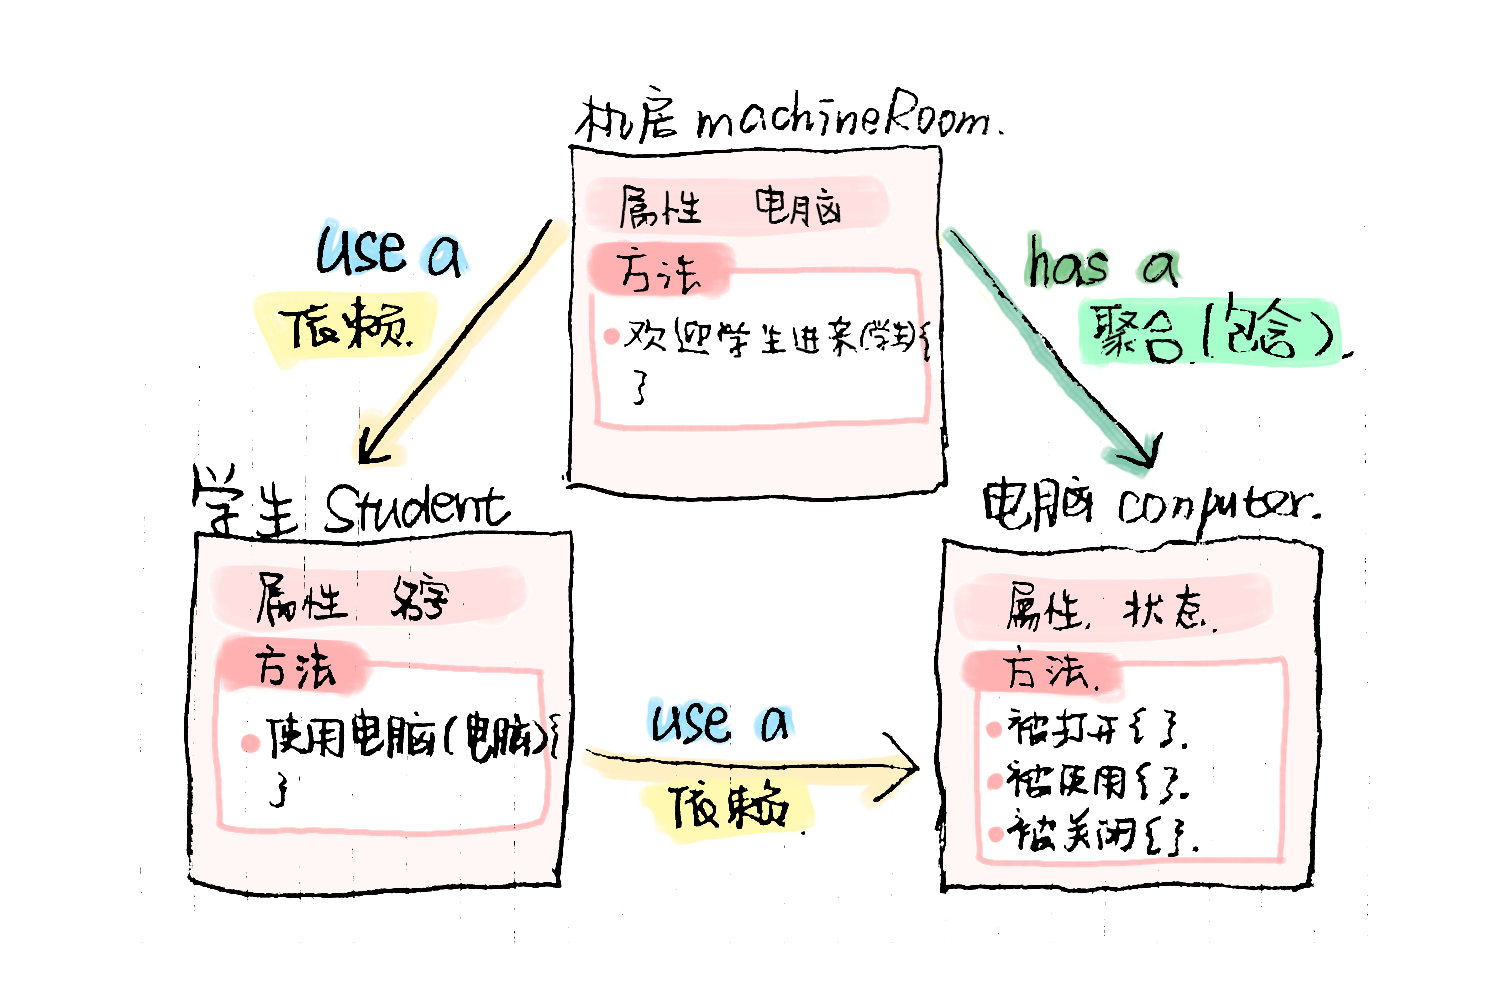 机房 machineRoom.
属性 电脑
方法
欢迎学生进来(学生){
}
use a
依赖.
has a
聚合(包含).
学生 Student
属性 名字
方法
使用电脑(电脑){
}
use a
依赖.
电脑 computer.
属性. 状态.
方法.
被打开{ }.
被使用{ }.
被关闭{ }.